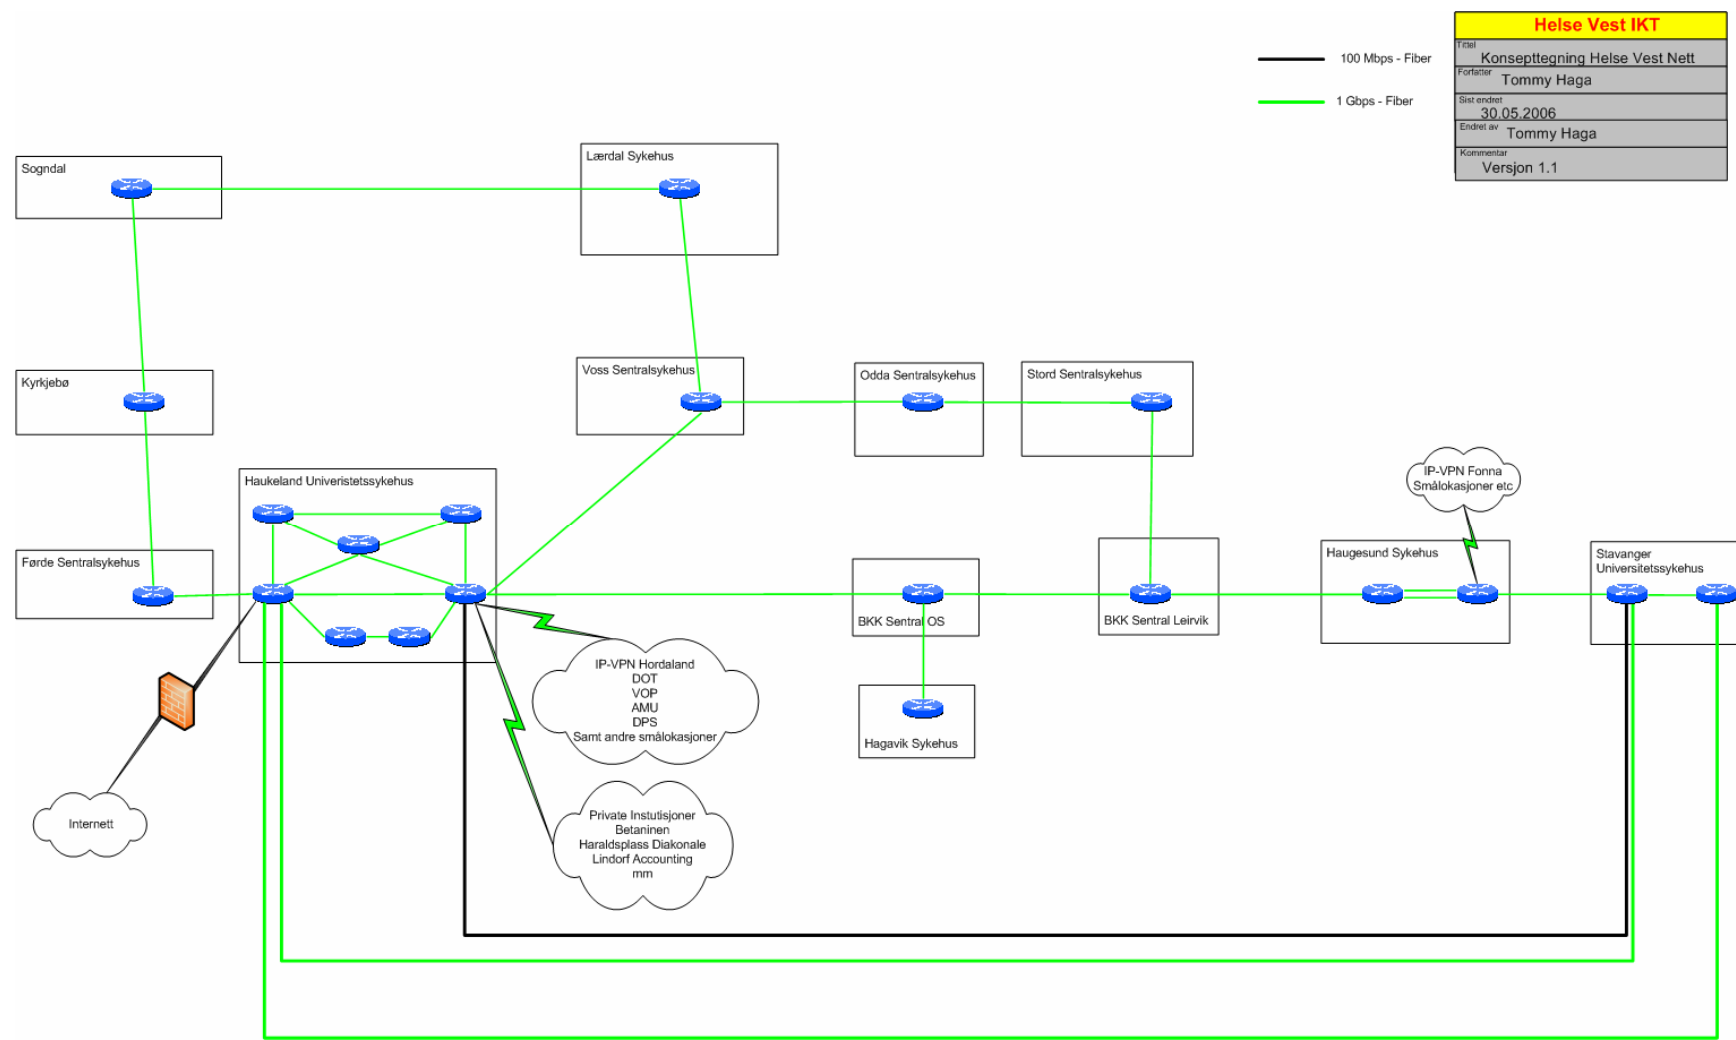 Helse Vest IKT
Tittel
Konsepttegning Helse Vest Nett
Forfatter
Tommy Haga
Sist endret
30.05.2006
Endret av
Tommy Haga
Kommentar
Versjon 1.1
100 Mbps - Fiber
1 Gbps - Fiber
Sogndal
Lærdal Sykehus
Kyrkjebø
Voss Sentralsykehus
Odda Sentralsykehus
Stord Sentralsykehus
Haukeland Univeristetssykehus
IP-VPN Fonna
Smålokasjoner etc
Førde Sentralsykehus
Haugesund Sykehus
Stavanger
Universitetssykehus
BKK Sentral OS
BKK Sentral Leirvik
IP-VPN Hordaland
DOT
VOP
AMU
DPS
Samt andre smålokasjoner
Hagavik Sykehus
Internett
Private Instutisjoner
Betaninen
Haraldsplass Diakonale
Lindorf Accounting
mm